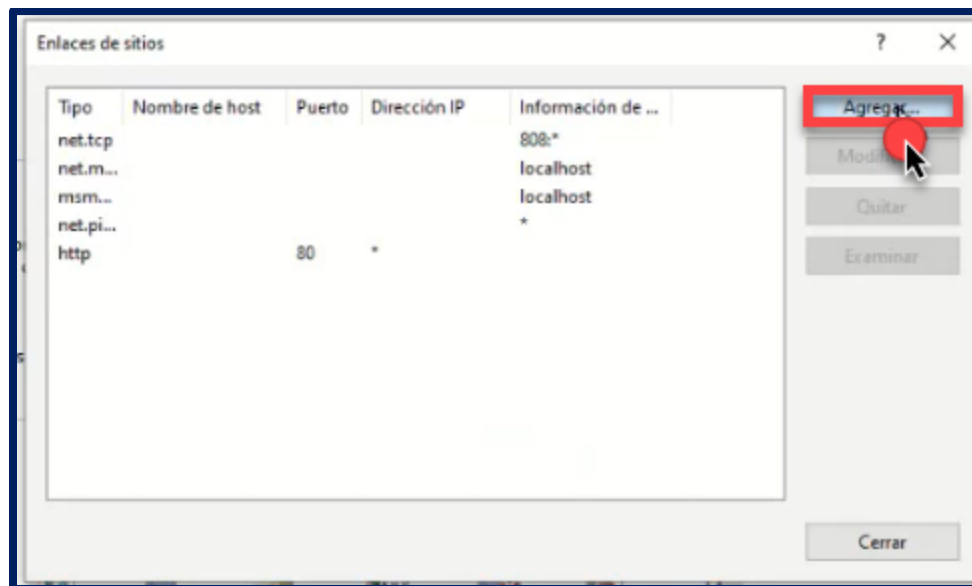 Enlaces de sitios ?
Tipo Nombre de host Puerto Dirección IP Información de ...
net.tcp 808:*
net.m... localhost
msm... localhost
net.pi... *
http 80 *
Agregar...
Quitar
Examinar
Cerrar